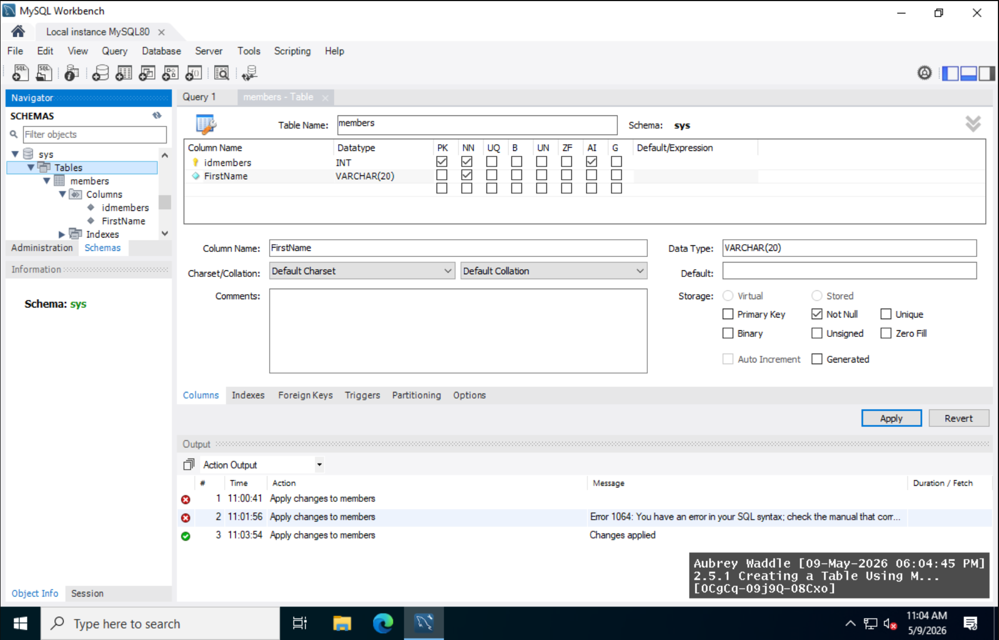 MySQL Workbench
Local instance MySQL80
File Edit View Query Database Server Tools Scripting Help
Navigator
SCHEMAS
Filter objects
sys
Tables
members
Columns
idmembers
FirstName
Indexes
Administration Schemas
Information
Schema: sys
Object Info Session
Query 1 members - Table
Table Name: members Schema: sys
Column Name Datatype PK NN UQ B UN ZF AI G Default/Expression
idmembers INT
FirstName VARCHAR(20)
Column Name: FirstName Data Type: VARCHAR(20)
Charset/Collation: Default Charset Default Collation Default:
Comments: Storage: Virtual Stored
Primary Key Not Null Unique
Binary Unsigned Zero Fill
Auto Increment Generated
Columns Indexes Foreign Keys Triggers Partitioning Options
Apply Revert
Output
Action Output
# Time Action Message Duration / Fetch
1 11:00:41 Apply changes to members
2 11:01:56 Apply changes to members Error 1064: You have an error in your SQL syntax; check the manual that corr...
3 11:03:54 Apply changes to members Changes applied
Aubrey Waddle [09-May-2026 06:04:45 PM]
2.5.1 Creating a Table Using M...
[OCgCq-O9j9Q-O8Cxo]
Type here to search
11:04 AM
5/9/2026